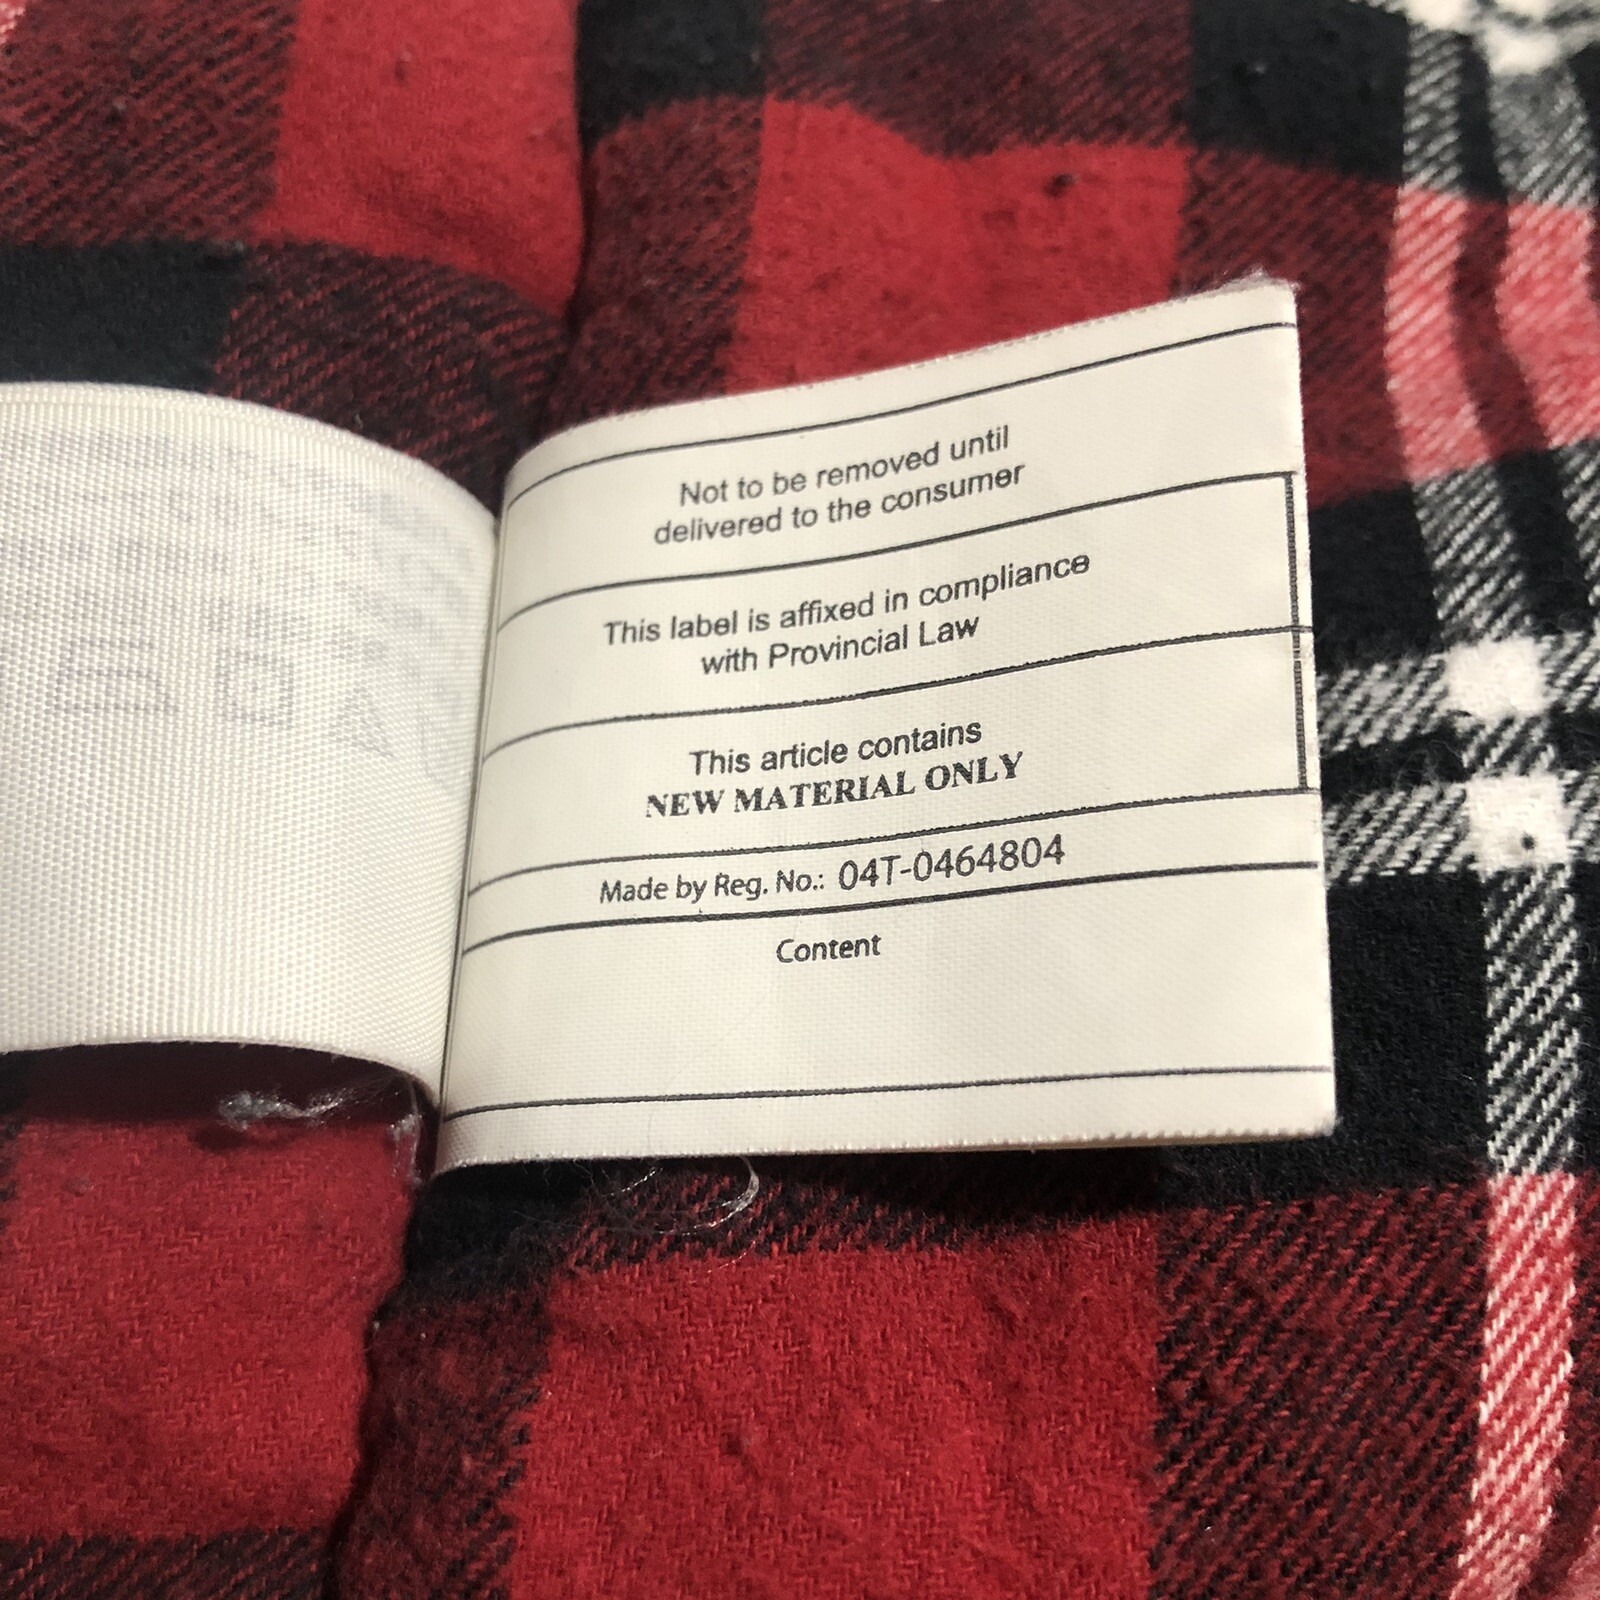 Not to be removed until
delivered to the consumer
This label is affixed in compliance
with Provincial Law
This article contains
NEW MATERIAL ONLY
Made by Reg. No.: 04T-0464804
Content